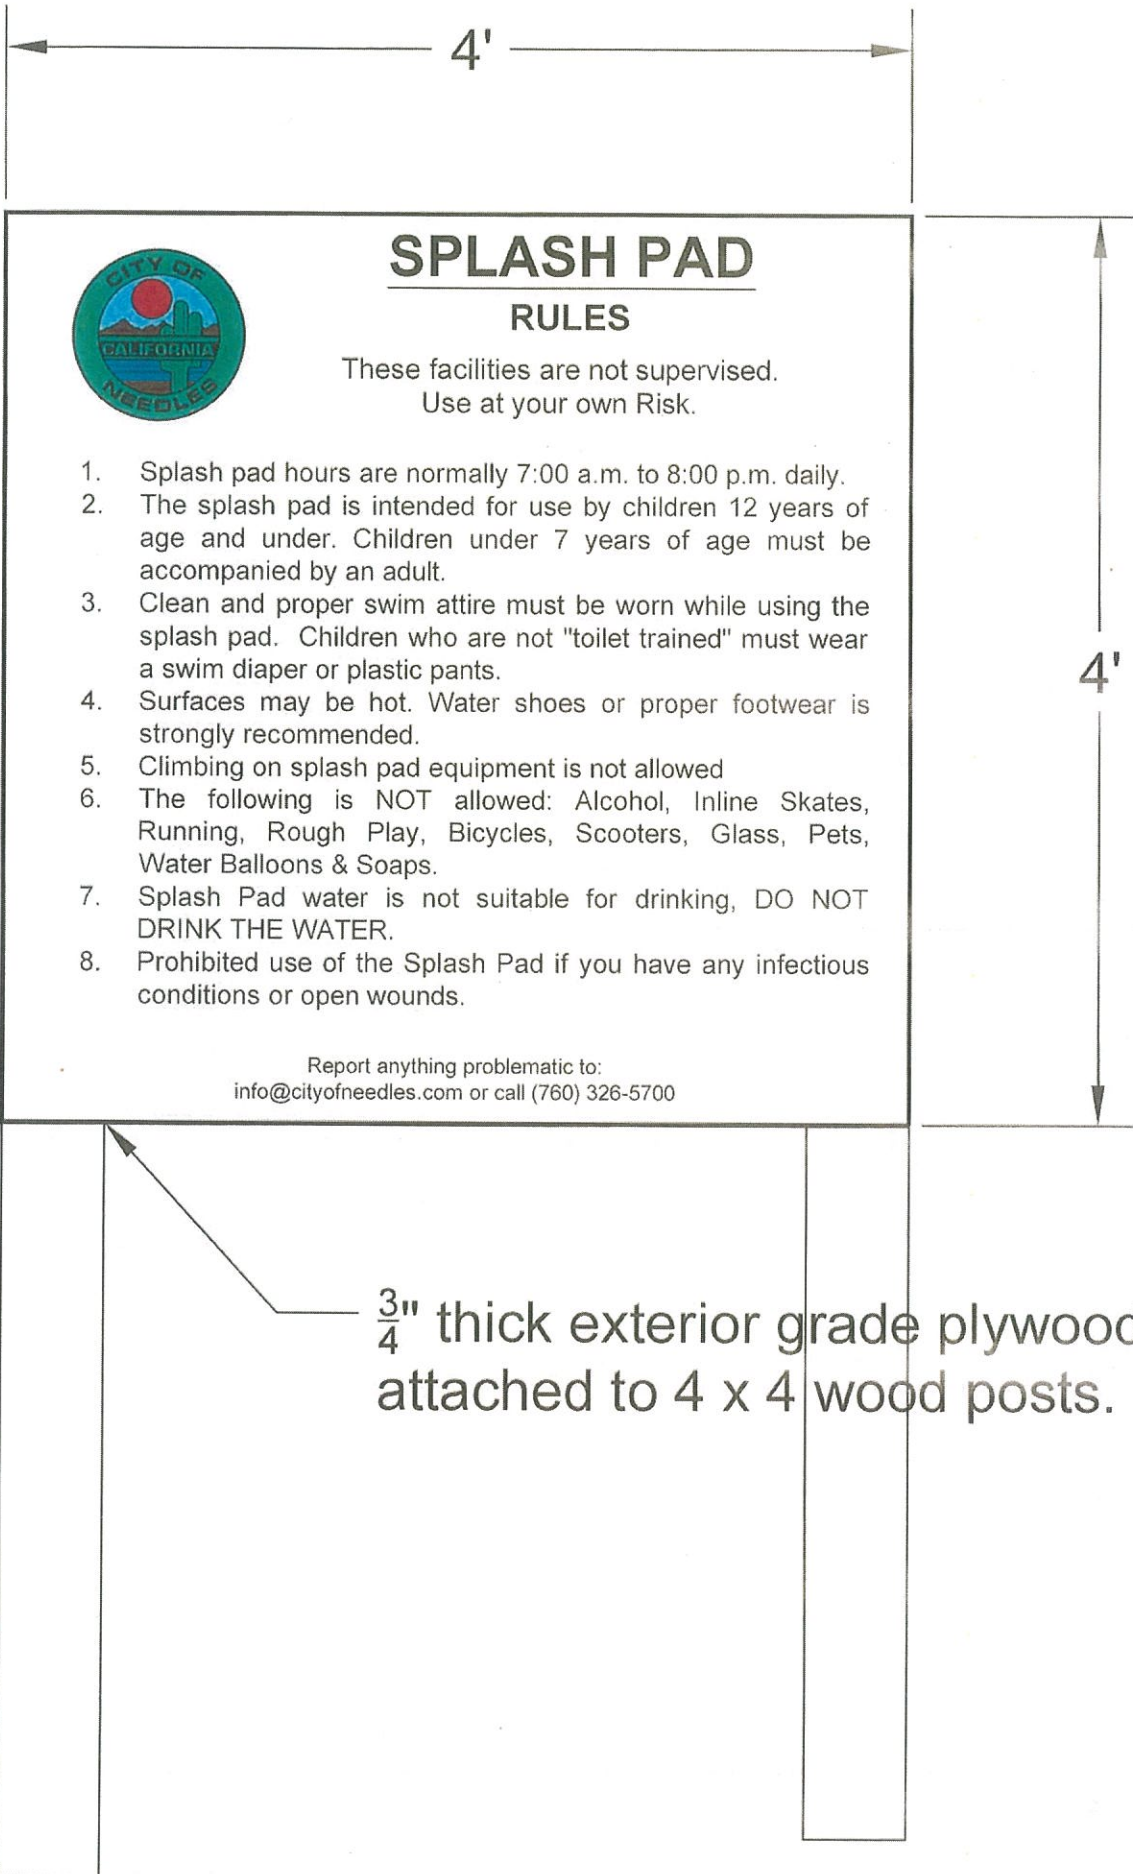 4'
SPLASH PAD
RULES
CITY OF
CALIFORNIA
NEEDLES
These facilities are not supervised.
Use at your own Risk.
1. Splash pad hours are normally 7:00 a.m. to 8:00 p.m. daily.
2. The splash pad is intended for use by children 12 years of
age and under. Children under 7 years of age must be
accompanied by an adult.
3. Clean and proper swim attire must be worn while using the
splash pad. Children who are not "toilet trained" must wear
a swim diaper or plastic pants.
4. Surfaces may be hot. Water shoes or proper footwear is
strongly recommended.
5. Climbing on splash pad equipment is not allowed
6. The following is NOT allowed: Alcohol, Inline Skates,
Running, Rough Play, Bicycles, Scooters, Glass, Pets,
Water Balloons & Soaps.
7. Splash Pad water is not suitable for drinking, DO NOT
DRINK THE WATER.
8. Prohibited use of the Splash Pad if you have any infectious
conditions or open wounds.
Report anything problematic to:
info@cityofneedles.com or call (760) 326-5700
4'
3/4" thick exterior grade plywood
attached to 4 x 4 wood posts.